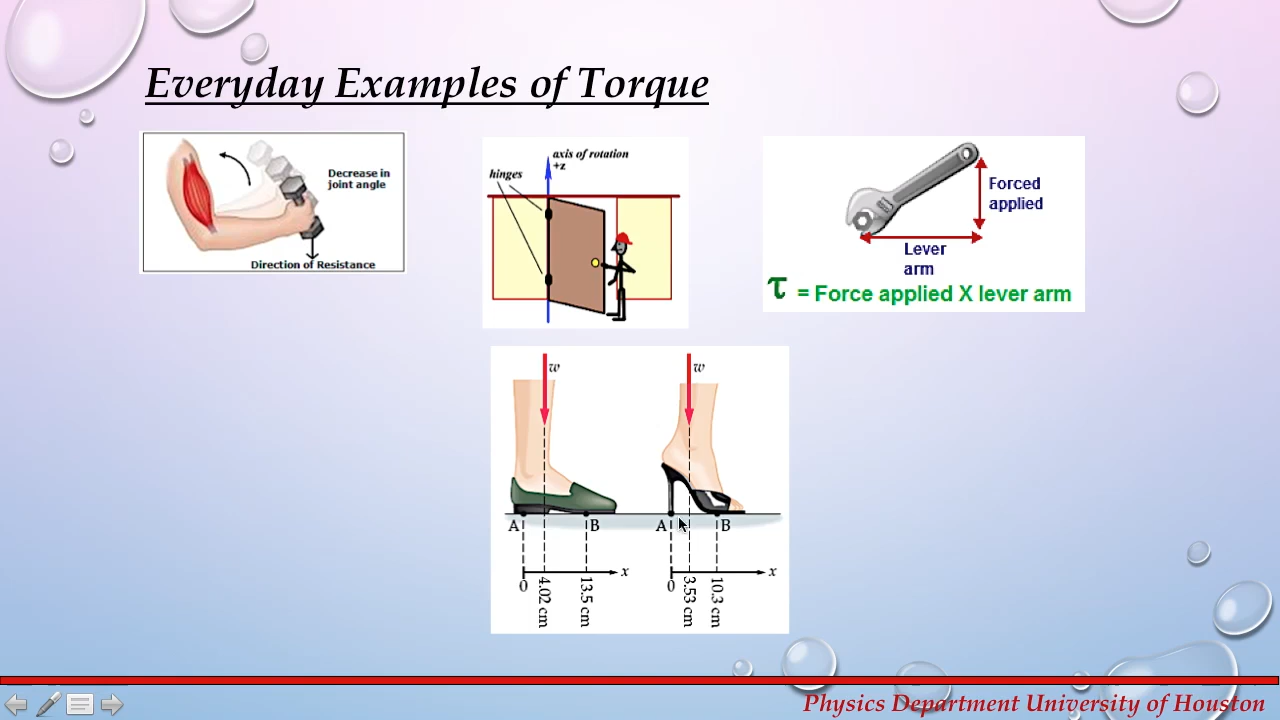 Everyday Examples of Torque
Decrease in
joint angle
Direction of Resistance
axis of rotation
+z
hinges
Forced
applied
Lever
arm
τ = Force applied X lever arm
w
w
A
B
A
B
x
x
0
4.02 cm
13.5 cm
0
3.53 cm
10.3 cm
Physics Department University of Houston